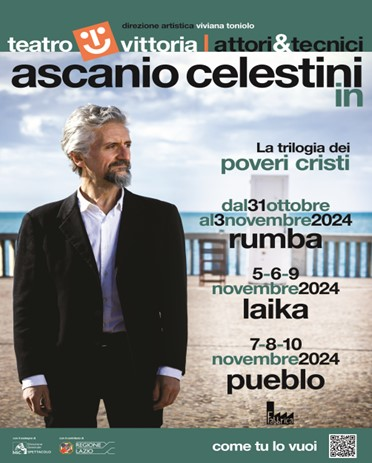 direzione artistica viviana toniolo
teatro vittoria | attori&tecnici
ascanio celestini
in
La trilogia dei
poveri cristi
dal31ottobre
al3novembre2024
rumba
5-6-9
novembre2024
laika
7-8-10
novembre2024
pueblo
fabbrica
REGIONE
LAZIO
come tu lo vuoi